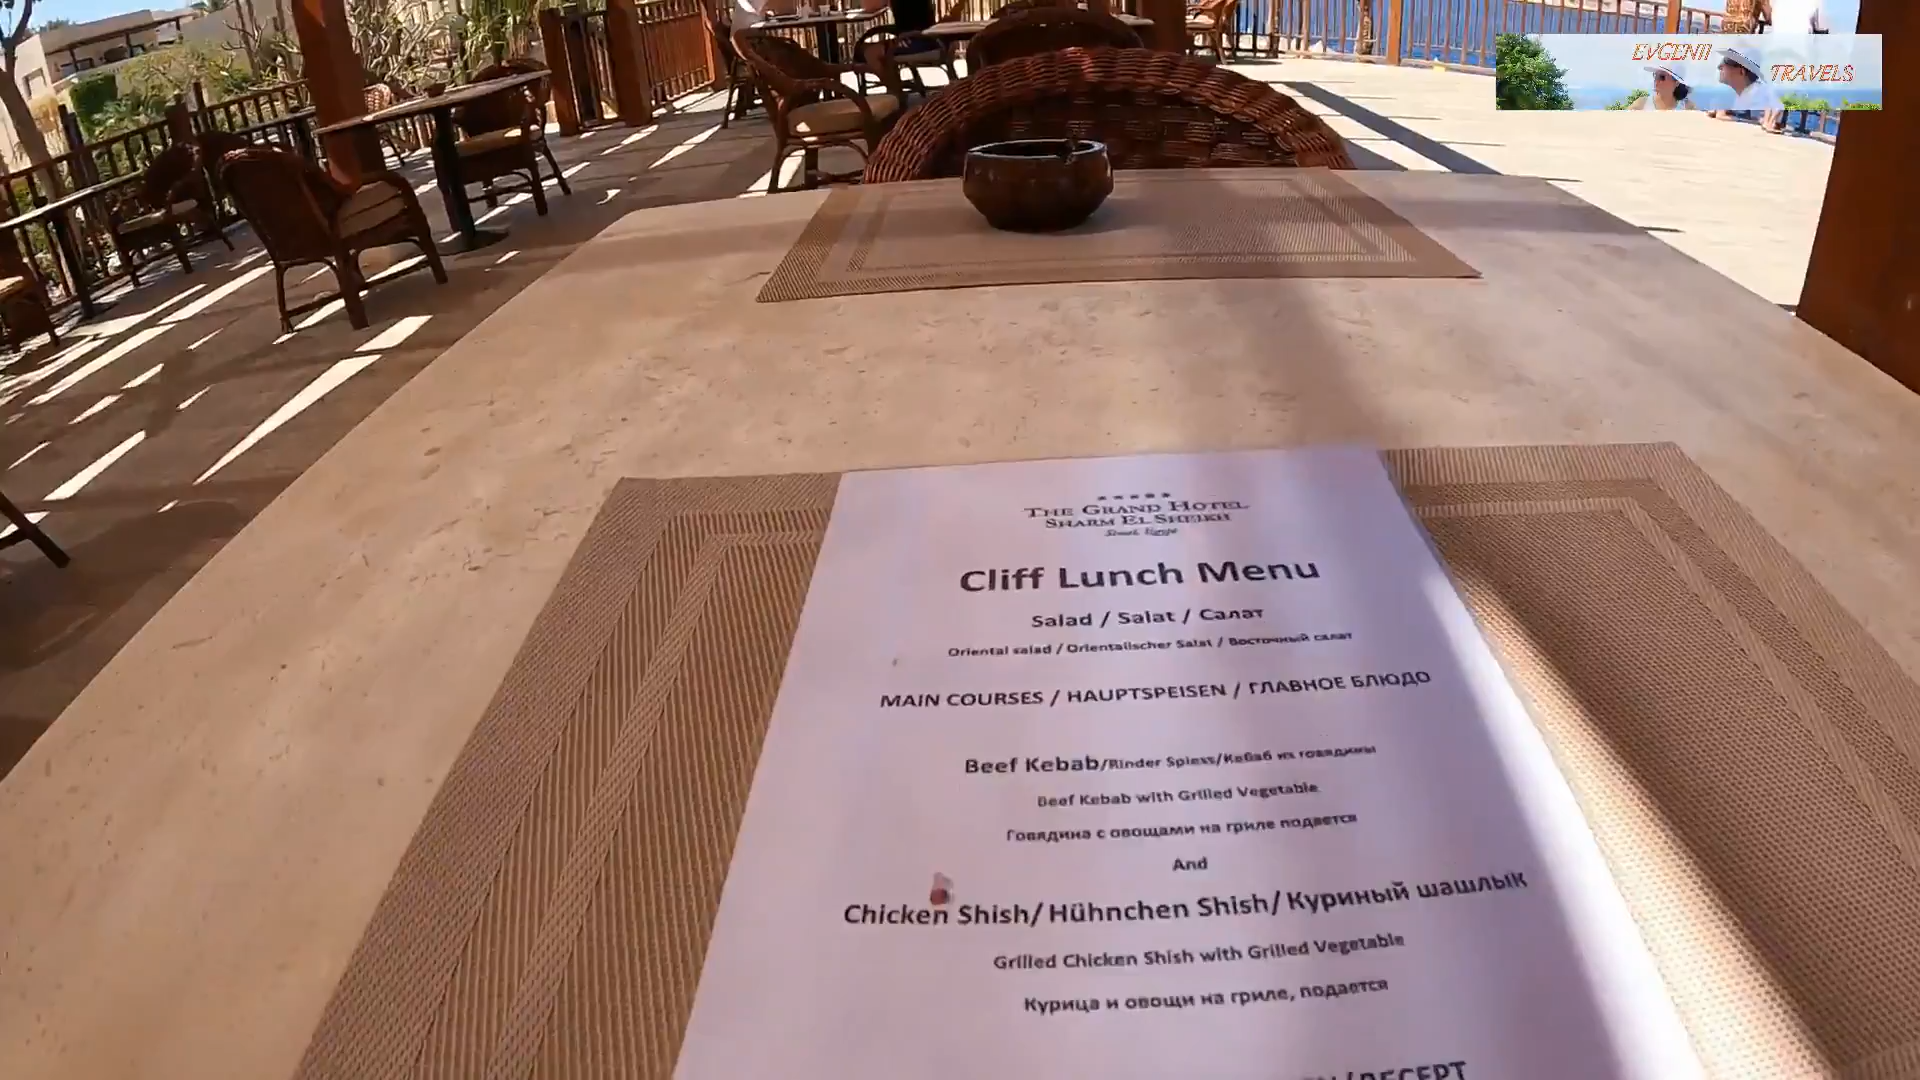 EVGENII
TRAVELS
THE GRAND HOTEL
SHARM EL SHEIKH
Cliff Lunch Menu
Salad / Salat / Салат
Oriental salad / Orientalischer Salat / Восточный салат
MAIN COURSES / HAUPTSPEISEN / ГЛАВНОЕ БЛЮДО
Beef Kebab/Rinder Spiess/Кебаб из говядины
Beef Kebab with Grilled Vegetable
Говядина с овощами на гриле подается
And
Chicken Shish/ Hühnchen Shish/ Куриный шашлык
Grilled Chicken Shish with Grilled Vegetable
Курица и овощи на гриле, подается